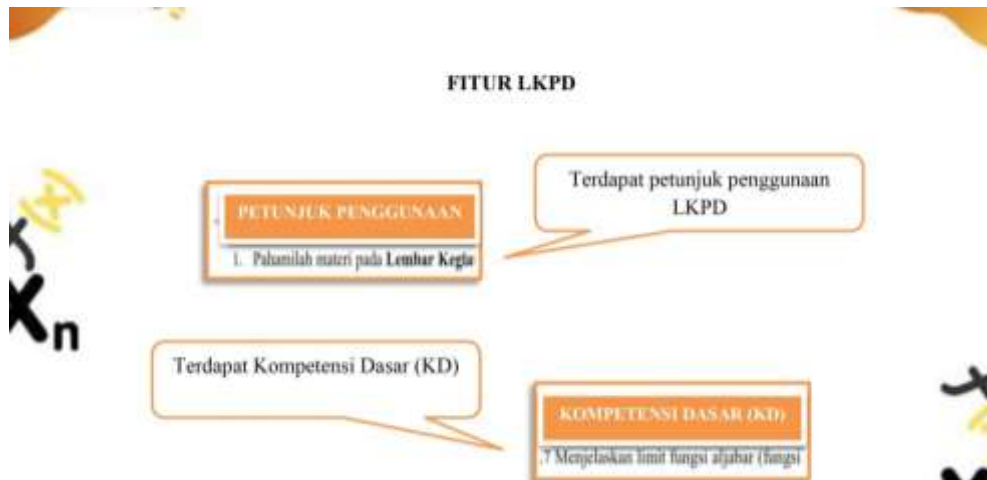 FITUR LKPD
Terdapat petunjuk penggunaan
LKPD
PETUNJUK PENGGUNAAN
1. Pahamilah materi pada Lembar Kegia
Xn
Terdapat Kompetensi Dasar (KD)
KOMPETENSI DASAR (KD)
.7 Menjelaskan limit fungsi aljabar (fungsi